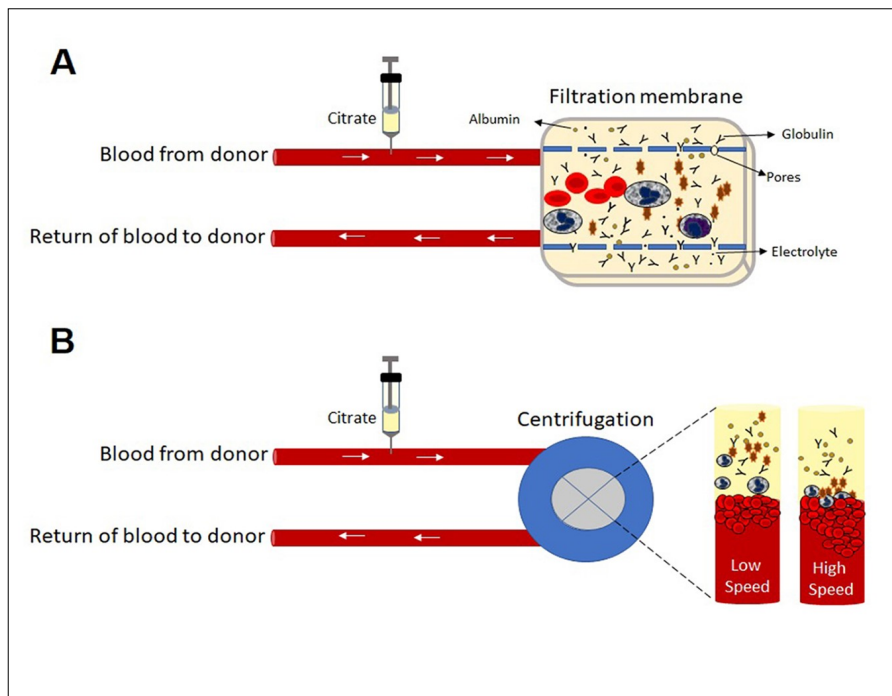 A
Citrate
Blood from donor
Return of blood to donor
Filtration membrane
Albumin
Globulin
Pores
Electrolyte
B
Citrate
Blood from donor
Return of blood to donor
Centrifugation
Low
Speed
High
Speed